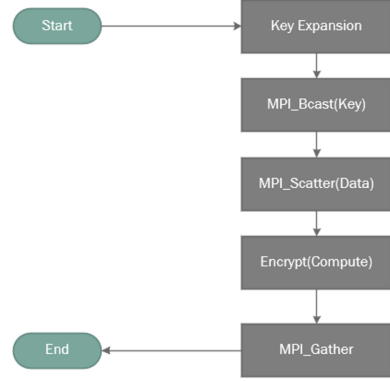 Start
Key Expansion
MPI_Bcast(Key)
MPI_Scatter(Data)
Encrypt(Compute)
End
MPI_Gather